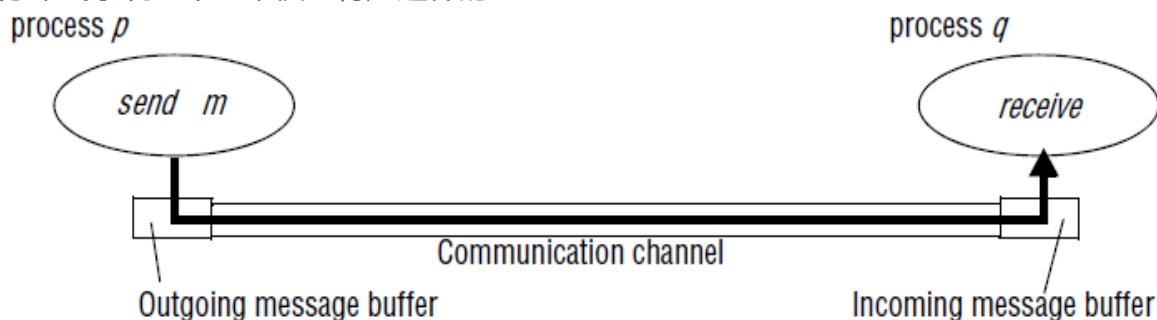 process p
process q
send m
receive
Communication channel
Outgoing message buffer
Incoming message buffer